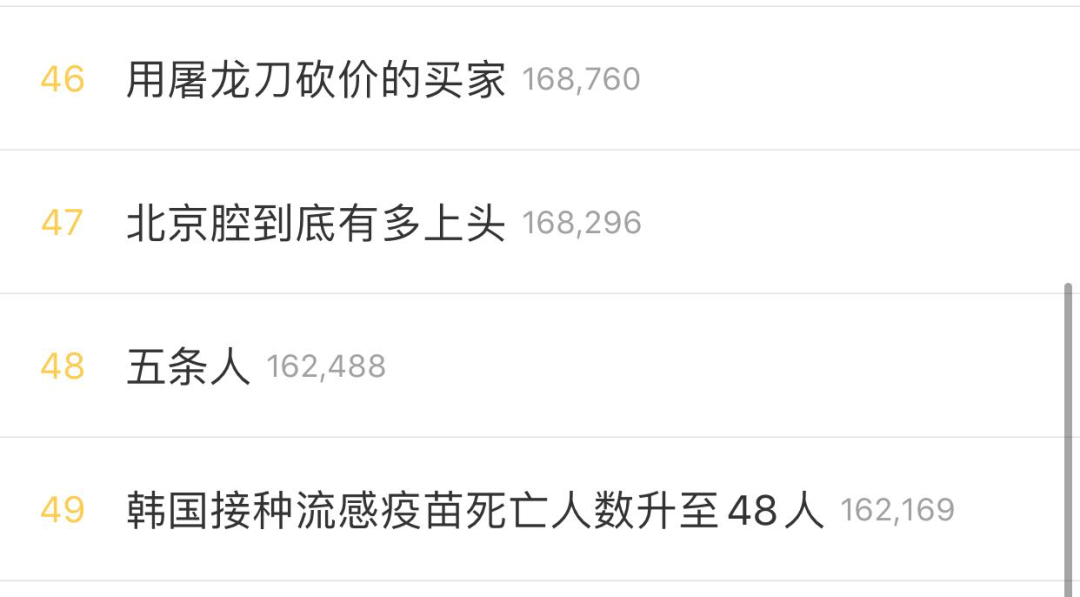 46 用屠龙刀砍价的买家 168,760
47 北京腔到底有多上头 168,296
48 五条人 162,488
49 韩国接种流感疫苗死亡人数升至48人 162,169